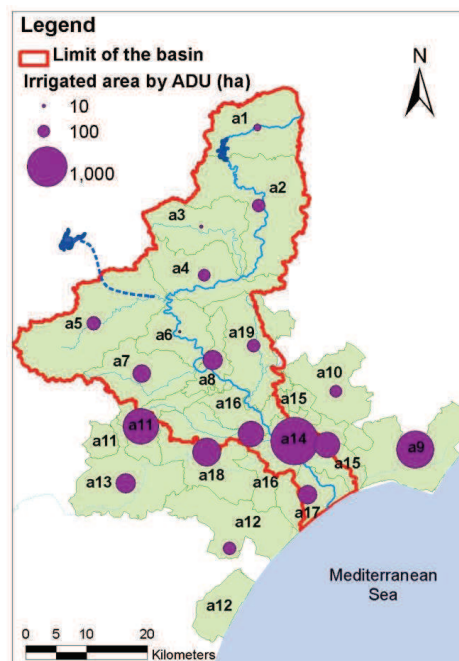 Legend
Limit of the basin
Irrigated area by ADU (ha)
10
100
1,000
N
a1
a2
a3
a4
a5
a6
a19
a7
a8
a10
a15
a16
a11
a14
a11
a9
a15
a18
a13
a16
a17
a12
a12
Mediterranean
Sea
0 5 10 20
Kilometers